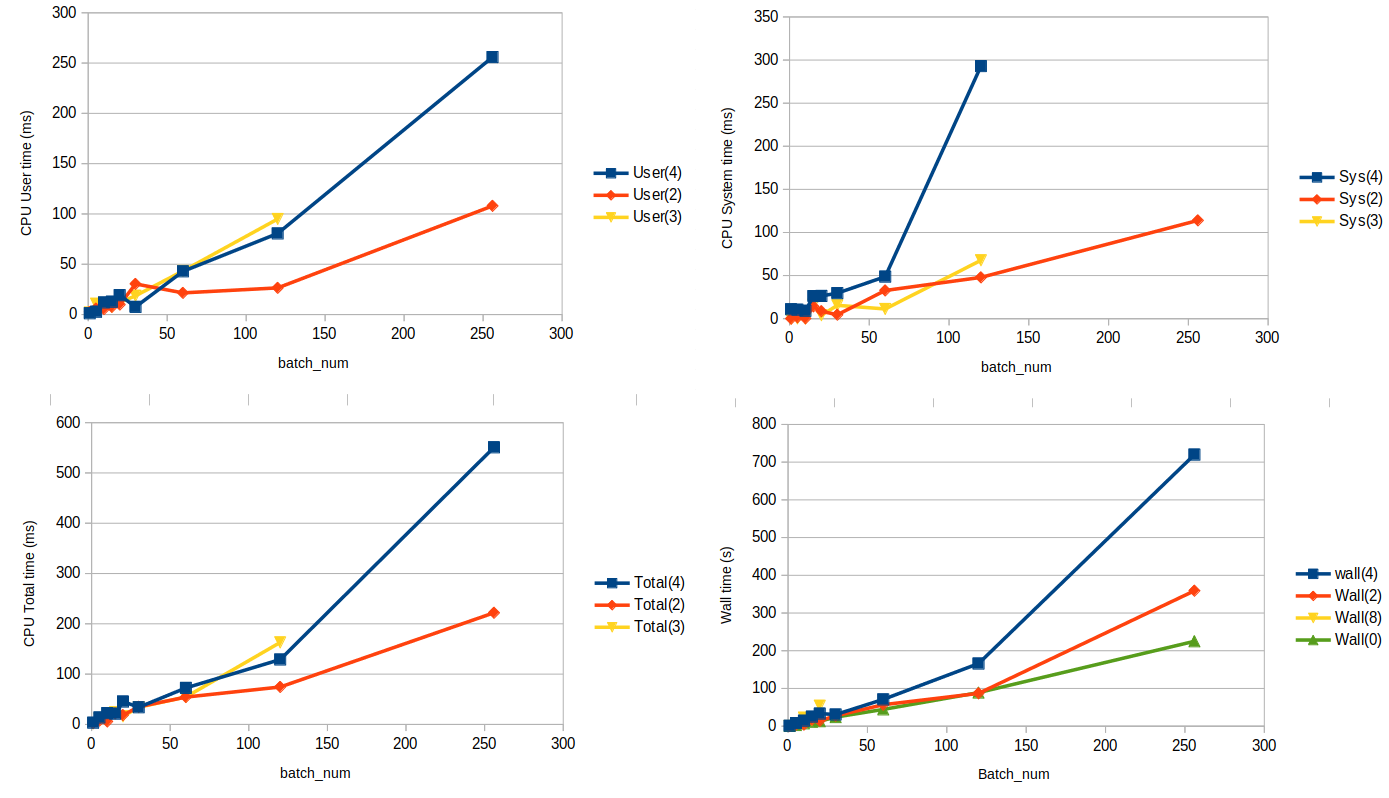 300
250
200
150
100
50
0
0 50 100 150 200 250 300
CPU User time (ms)
batch_num
User(4)
User(2)
User(3)
350
300
250
200
150
100
50
0
0 50 100 150 200 250 300
CPU System time (ms)
batch_num
Sys(4)
Sys(2)
Sys(3)
600
500
400
300
200
100
0
0 50 100 150 200 250 300
CPU Total time (ms)
batch_num
Total(4)
Total(2)
Total(3)
800
700
600
500
400
300
200
100
0
0 50 100 150 200 250 300
Wall time (s)
Batch_num
wall(4)
Wall(2)
Wall(8)
Wall(0)